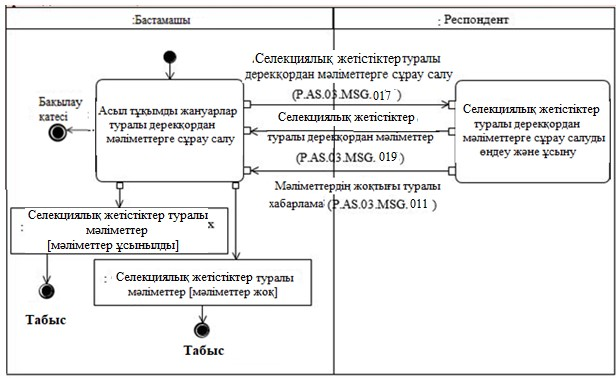 :Бастамашы
: Респондент
Селекциялық жетістіктер туралы
дерекқордан мәліметтерге сұрау салу
(P.AS.03.MSG.017)
Бақылау
қатесі
:
Асыл тұқымды жануарлар
туралы дерекқордан
мәліметтерге сұрау салу
Селекциялық жетістіктер
туралы дерекқордан мәліметтер
(P.AS.03.MSG. 019)
Селекциялық жетістіктер
туралы дерекқордан
мәліметтерге сұрау салуды
өңдеу және ұсыну
Мәліметтердің жоқтығы туралы
хабарлама (P.AS.03.MSG. 011 )
Селекциялық жетістіктер туралы
: мәліметтер х
[мәліметтер ұсынылды]
: Селекциялық жетістіктер туралы
мәліметтер [мәліметтер жоқ]
Табыс
Табыс